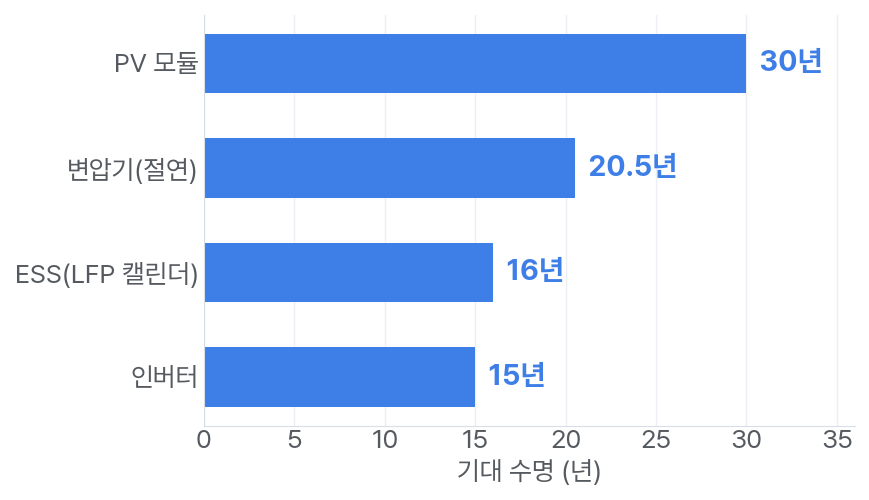 PV 모듈
30년
변압기(절연)
20.5년
ESS(LFP 캘린더)
16년
인버터
15년
0 5 10 15 20 25 30 35
기대 수명 (년)